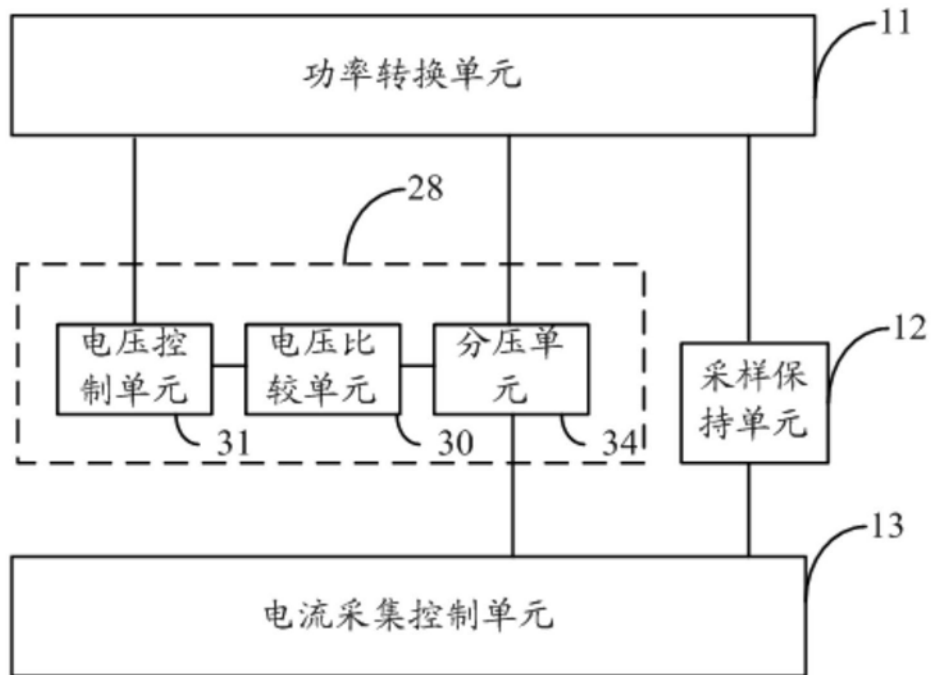 11
功率转换单元
28
电压控
制单元
电压比
较单元
分压单
元
12
采样保
持单元
31
30
34
13
电流采集控制单元